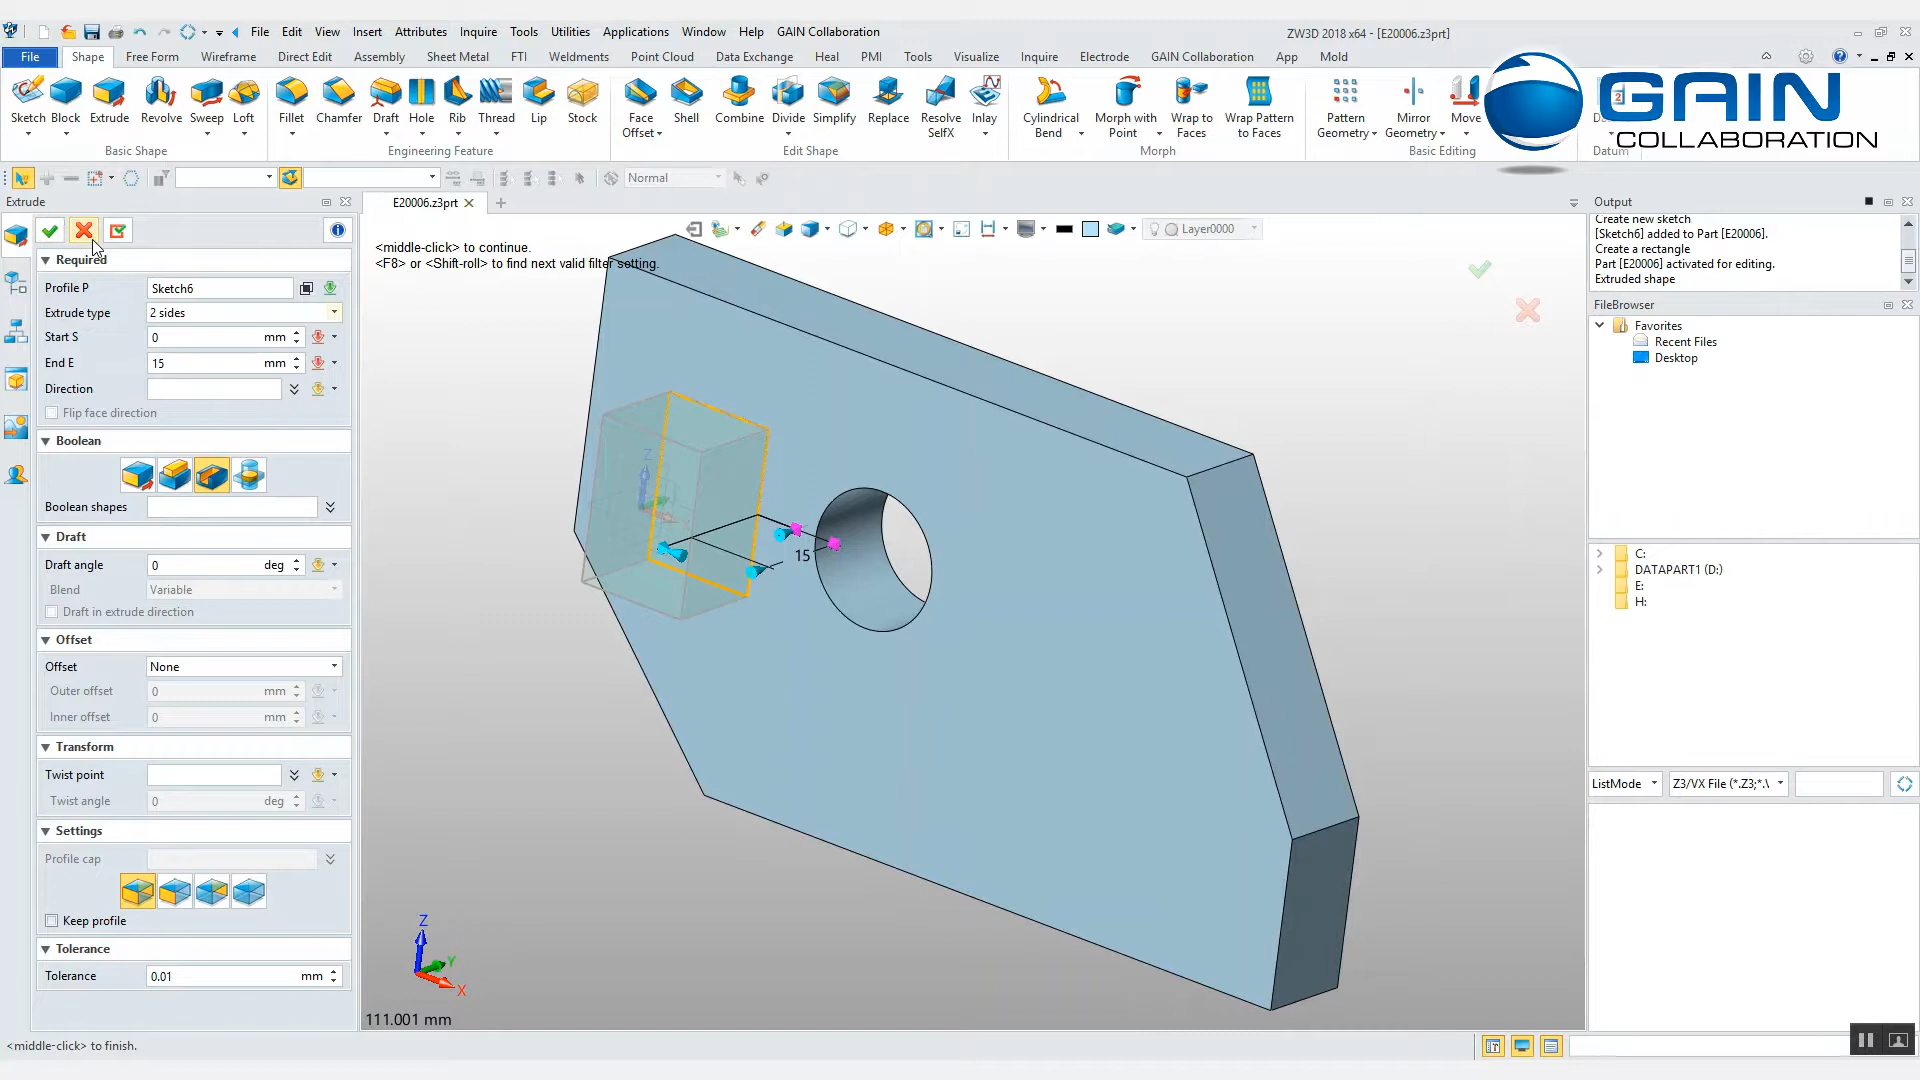 File Edit View Insert Attributes Inquire Tools Utilities Applications Window Help GAIN Collaboration
ZW3D 2018 x64 - [E20006.z3prt]
File Shape Free Form Wireframe Direct Edit Assembly Sheet Metal FTI Weldments Point Cloud Data Exchange Heal PMI Tools Visualize Inquire Electrode GAIN Collaboration App Mold
GAIN
COLLABORATION
Sketch Block Extrude Revolve Sweep Loft
Basic Shape
Fillet Chamfer Draft Hole Rib Thread Lip Stock
Engineering Feature
Face Offset Shell Combine Divide Simplify Replace Resolve SelfX Inlay
Edit Shape
Cylindrical Bend Morph with Point Wrap to Faces Wrap Pattern to Faces
Morph
Pattern Geometry Mirror Geometry Move
Basic Editing
Datum
Normal
Extrude
E20006.z3prt
Layer0000
<middle-click> to continue.
<F8> or <Shift-roll> to find next valid filter setting.
Required
Profile P Sketch6
Extrude type 2 sides
Start S 0 mm
End E 15 mm
Direction
Flip face direction
Boolean
Boolean shapes
Draft
Draft angle 0 deg
Blend Variable
Draft in extrude direction
Offset
Offset None
Outer offset 0 mm
Inner offset 0 mm
Transform
Twist point
Twist angle 0 deg
Settings
Profile cap
Keep profile
Tolerance
Tolerance 0.01 mm
Z
15
Z
Y
X
111.001 mm
<middle-click> to finish.
Output
Create new sketch
[Sketch6] added to Part [E20006].
Create a rectangle
Part [E20006] activated for editing.
Extruded shape
FileBrowser
Favorites
Recent Files
Desktop
C:
DATAPART1 (D:)
E:
H:
ListMode Z3/VX File (*.Z3;*.\